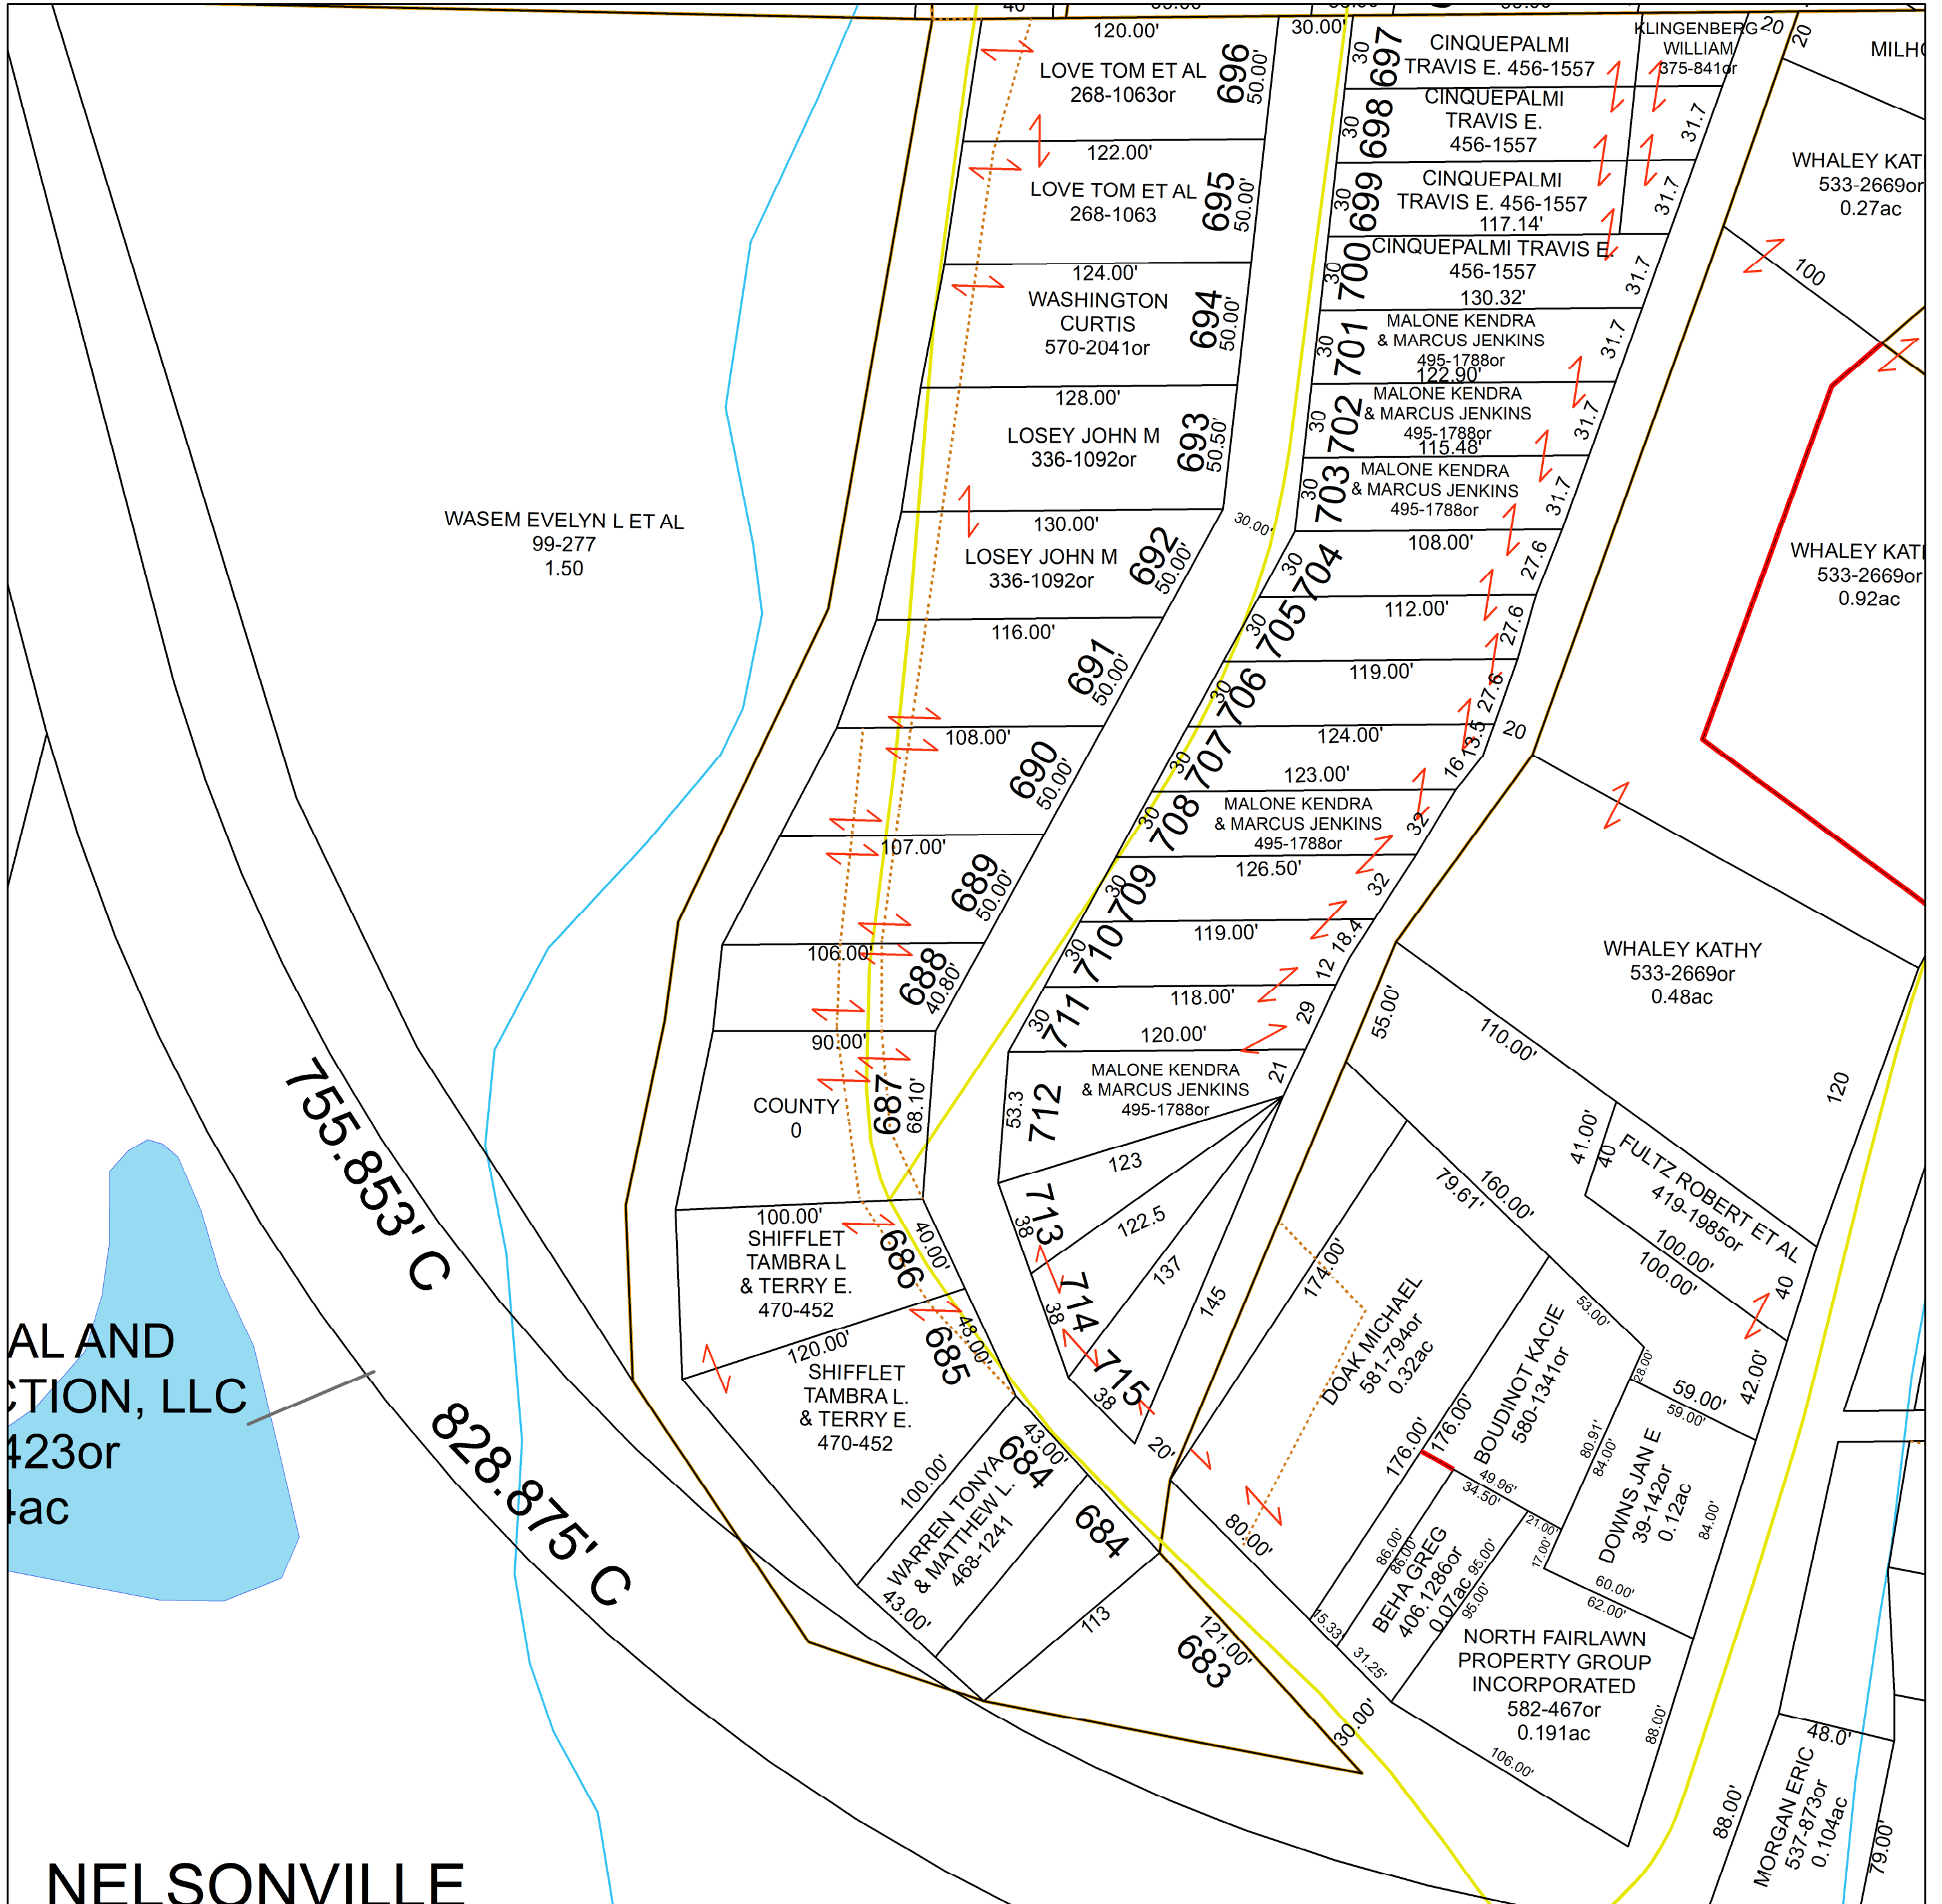 120.00'
LOVE TOM ET AL
268-1063or
696
50.00'
30.00'
122.00'
LOVE TOM ET AL
268-1063
695
50.00'
124.00'
WASHINGTON
CURTIS
570-2041or
694
50.00'
128.00'
LOSEY JOHN M
336-1092or
693
50.50'
130.00'
LOSEY JOHN M
336-1092or
692
50.00'
30.00'
116.00'
691
50.00'
108.00'
690
50.00'
107.00'
689
50.00'
106.00'
688
40.80'
90.00'
COUNTY
0
687
68.10'
100.00'
SHIFFLET
TAMBRA L
& TERRY E.
470-452
686
40.00'
120.00'
SHIFFLET
TAMBRA L.
& TERRY E.
470-452
685
48.00'
100.00'
WARREN TONYA
& MATTHEW L.
468-1241
43.00'
684
43.00'
684
113
121.00'
683
30.00'
30
697
CINQUEPALMI
TRAVIS E. 456-1557
KLINGENBERG
WILLIAM
375-841or
20
20
30
698
CINQUEPALMI
TRAVIS E.
456-1557
31.7
30
699
CINQUEPALMI
TRAVIS E. 456-1557
117.14'
31.7
30
700
CINQUEPALMI TRAVIS E.
456-1557
130.32'
31.7
30
701
MALONE KENDRA
& MARCUS JENKINS
495-1788or
122.90'
31.7
30
702
MALONE KENDRA
& MARCUS JENKINS
495-1788or
115.48'
31.7
30
703
MALONE KENDRA
& MARCUS JENKINS
495-1788or
31.7
30
704
108.00'
27.6
30
705
112.00'
27.6
30
706
119.00'
27.6
30
707
124.00'
13.5
16
20
123.00'
30
708
MALONE KENDRA
& MARCUS JENKINS
495-1788or
32
30
709
126.50'
32
30
710
119.00'
18.4
12
30
711
118.00'
29
120.00'
53.3
712
MALONE KENDRA
& MARCUS JENKINS
495-1788or
21
123
713
38
122.5
714
38
137
715
38
145
20'
WASEM EVELYN L ET AL
99-277
1.50
755.853' C
828.875' C
AL AND
CTION, LLC
423or
4ac
NELSONVILLE
WHALEY KAT
533-2669or
0.27ac
100
533-2669or
0.92ac
WHALEY KATHY
533-2669or
0.48ac
55.00'
110.00'
120
41.00'
40
FULTZ ROBERT ET AL
419-1985or
100.00'
100.00'
40
160.00'
79.61'
174.00'
DOAK MICHAEL
581-794or
0.32ac
80.00'
176.00'
176.00'
53.00'
BOUDINOT KACIE
580-1341or
28.00'
59.00'
59.00'
42.00'
80.91'
84.00'
DOWNS JAN E
39-142or
0.12ac
84.00'
49.96'
34.50'
21.00'
17.00'
60.00'
62.00'
86.00'
86.00'
BEHA GREG
406.1286or
0.07ac
95.00'
95.00'
15.33'
31.25'
NORTH FAIRLAWN
PROPERTY GROUP
INCORPORATED
582-467or
0.191ac
88.00'
106.00'
88.00'
48.0'
MORGAN ERIC
537-873or
0.104ac
79.00'